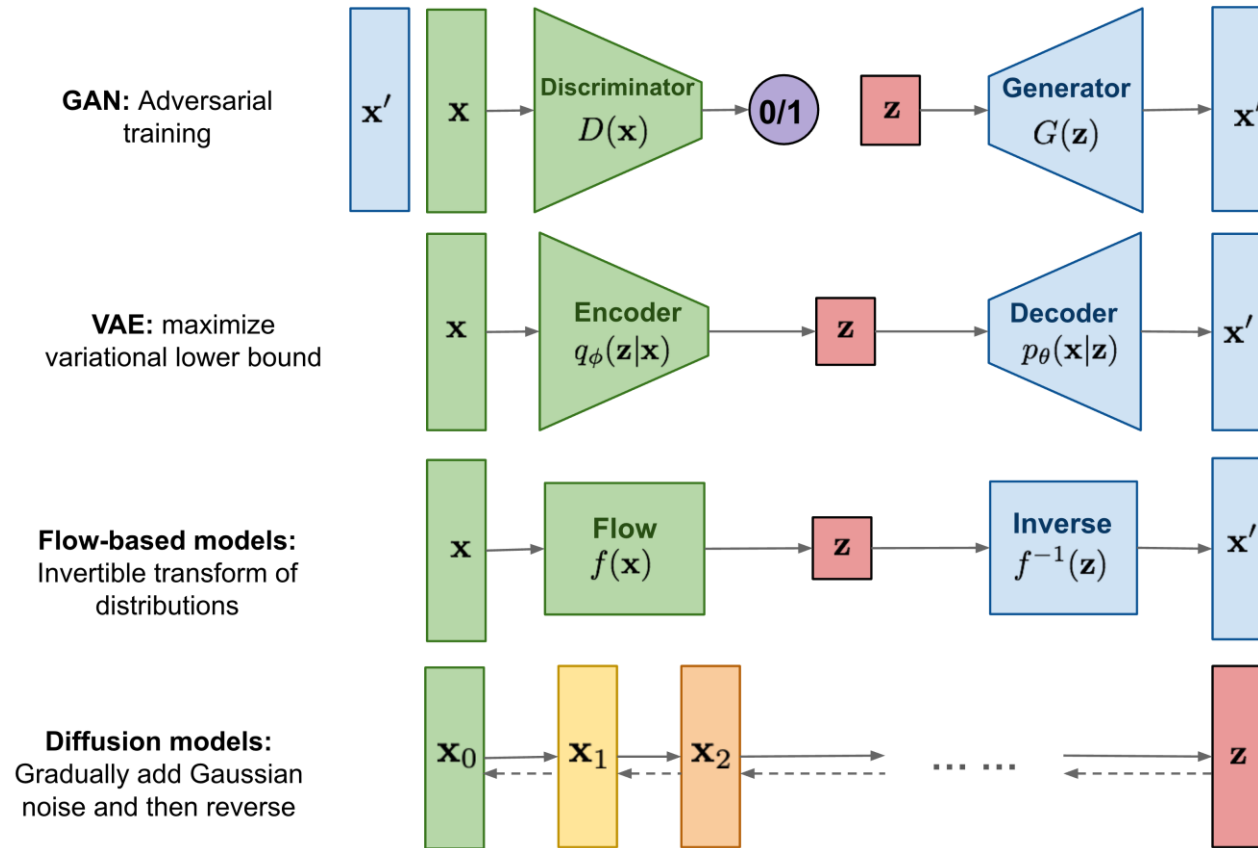 GAN: Adversarial
training
x′
x
Discriminator
D(x)
0/1
z
Generator
G(z)
x′
VAE: maximize
variational lower bound
x
Encoder
qϕ(z|x)
z
Decoder
pθ(x|z)
x′
Flow-based models:
Invertible transform of
distributions
x
Flow
f(x)
z
Inverse
f⁻¹(z)
x′
Diffusion models:
Gradually add Gaussian
noise and then reverse
x₀
x₁
x₂
... ...
z